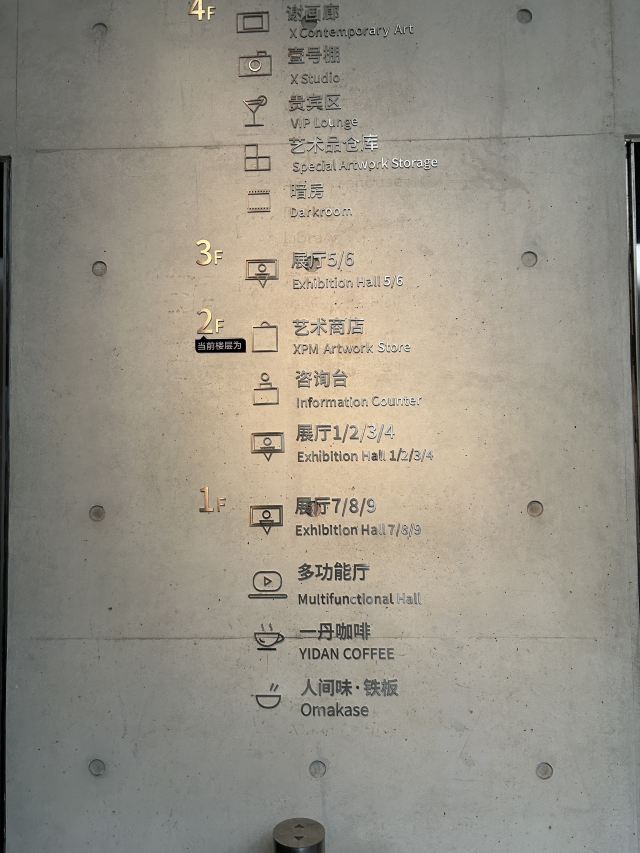 4F
谢画廊
X Contemporary Art
壹号棚
X Studio
贵宾区
VIP Lounge
艺术品仓库
Special Artwork Storage
暗房
Darkroom
3F
展厅5/6
Exhibition Hall 5/6
2F
当前楼层为
艺术商店
XPM Artwork Store
咨询台
Information Counter
展厅1/2/3/4
Exhibition Hall 1/2/3/4
1F
展厅7/8/9
Exhibition Hall 7/8/9
多功能厅
Multifunctional Hall
一丹咖啡
YIDAN COFFEE
人间味·铁板
Omakase